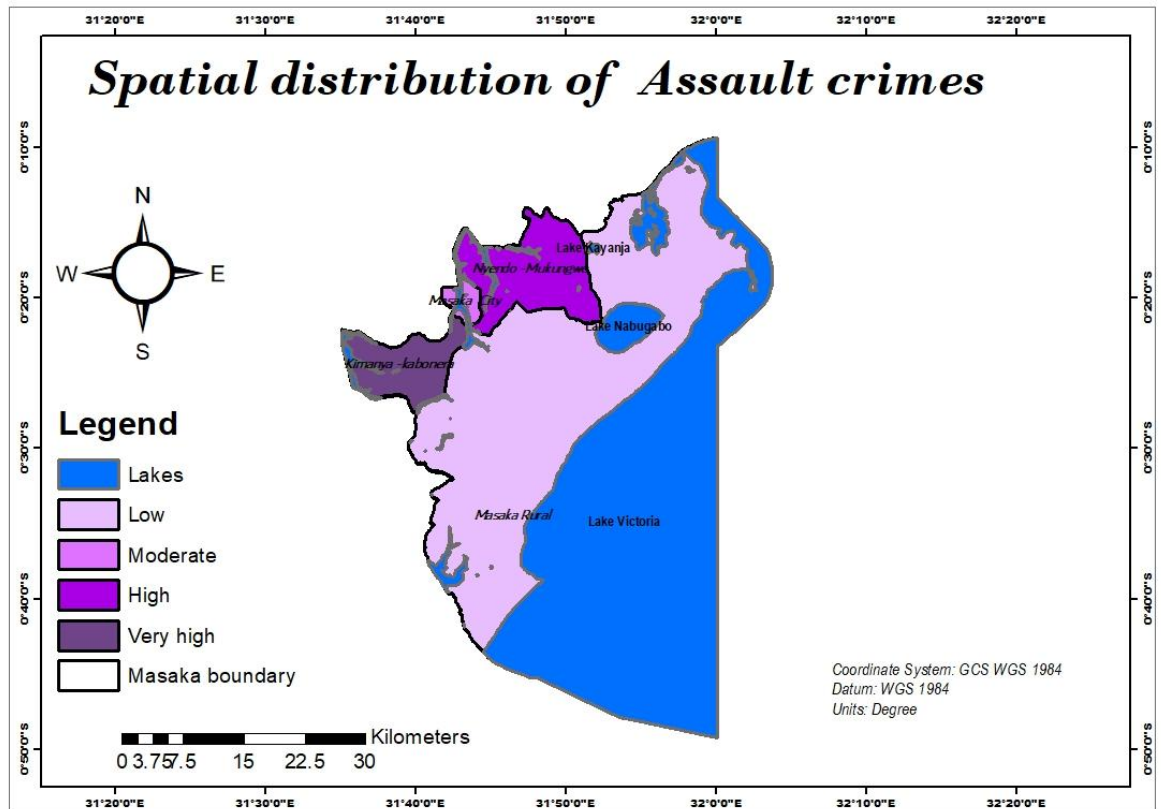 31°20'0"E 31°30'0"E 31°40'0"E 31°50'0"E 32°0'0"E 32°10'0"E 32°20'0"E
Spatial distribution of Assault crimes
0°10'0"S 0°10'0"S
N
W E
S
Lake Kayanja
Nyendo -Mukungwe
0°20'0"S 0°20'0"S
Masaka City
Lake Nabugabo
Kimanya -kabonera
Legend
0°30'0"S 0°30'0"S
Lakes
Low
Masaka Rural
Lake Victoria
Moderate
High
0°40'0"S 0°40'0"S
Very high
Masaka boundary
Coordinate System: GCS WGS 1984
Datum: WGS 1984
Units: Degree
Kilometers
0 3.75 7.5 15 22.5 30
0°50'0"S 0°50'0"S
31°20'0"E 31°30'0"E 31°40'0"E 31°50'0"E 32°0'0"E 32°10'0"E 32°20'0"E